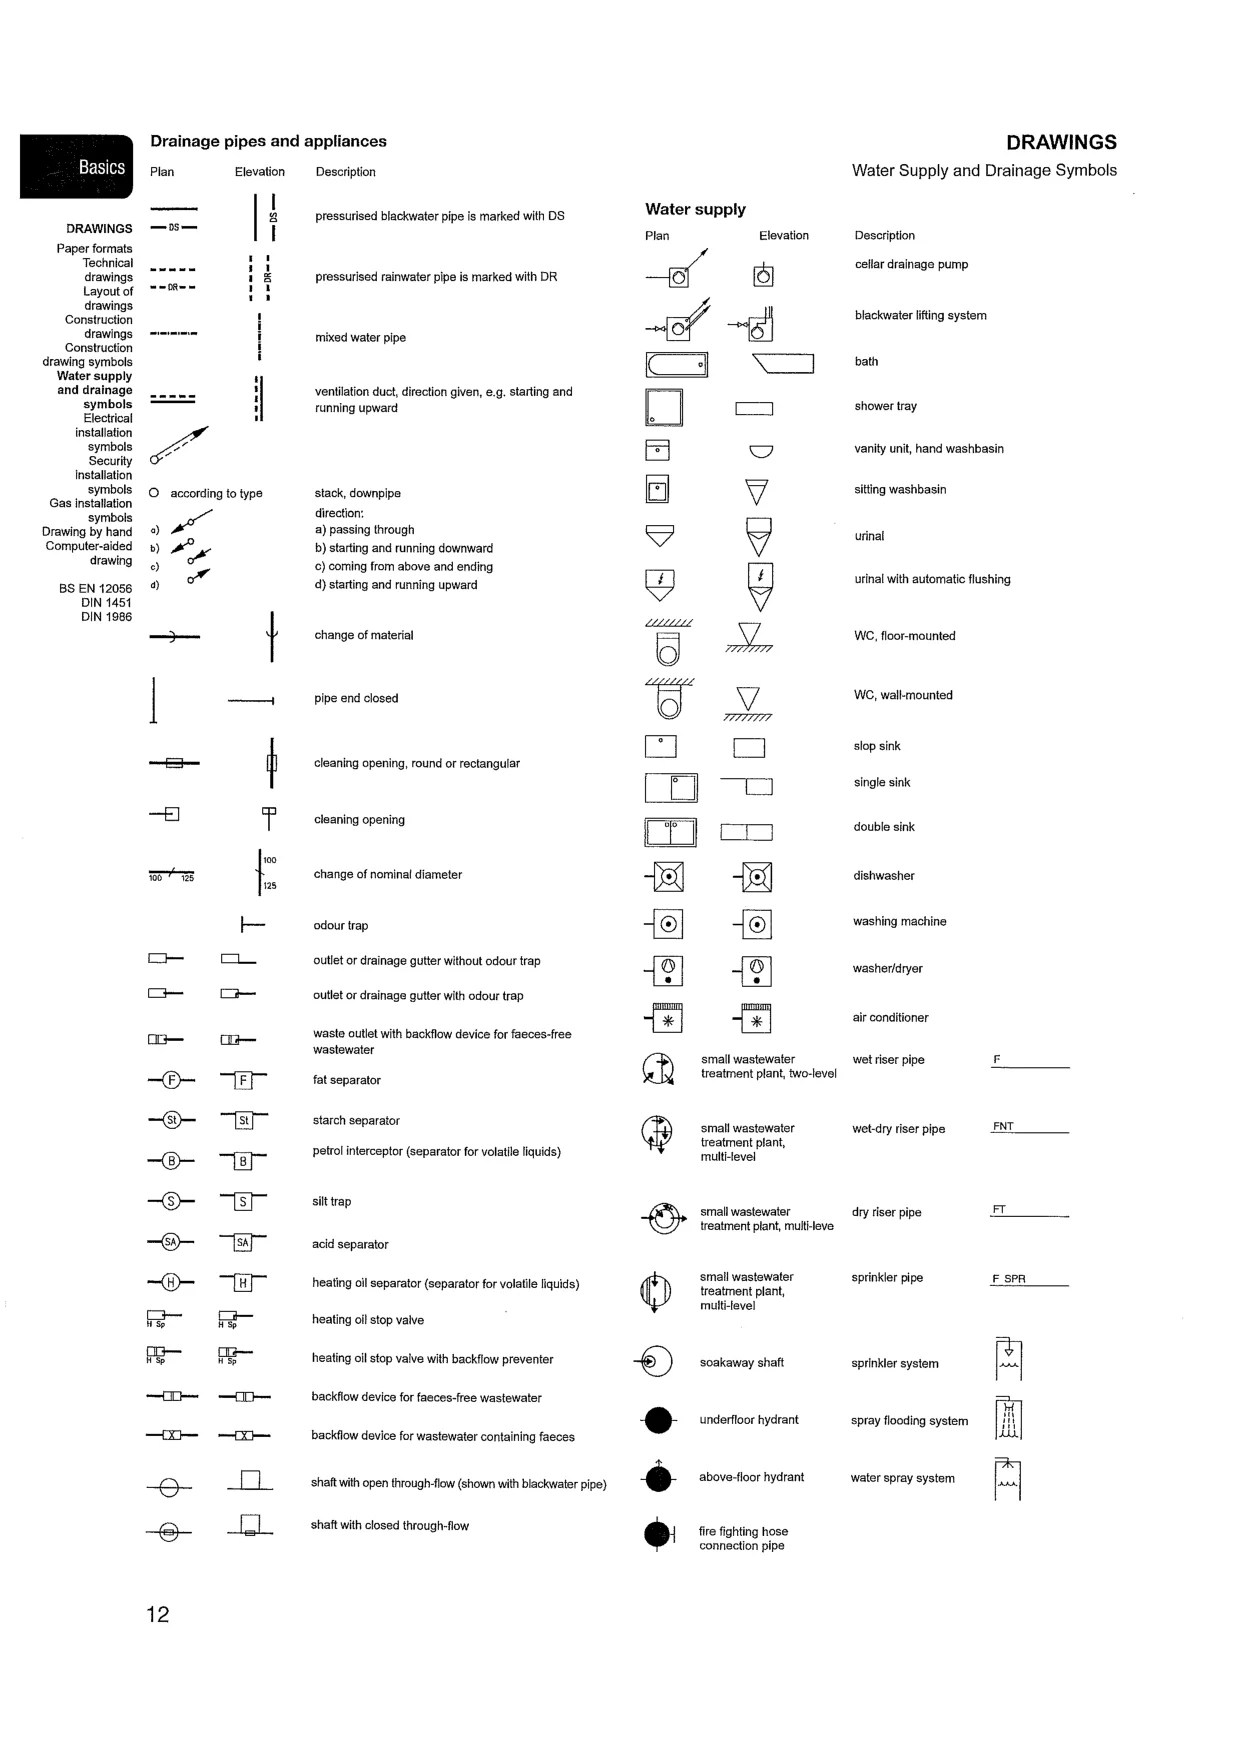 Basics
DRAWINGS
Paper formats
Technical
drawings
Layout of
drawings
Construction
drawings
Construction
drawing symbols
Water supply
and drainage
symbols
Electrical
installation
symbols
Security
installation
symbols
Gas installation
symbols
Drawing by hand
Computer-aided
drawing
BS EN 12056
DIN 1451
DIN 1986
Drainage pipes and appliances
Plan Elevation Description
DS DS pressurised blackwater pipe is marked with DS
DR DR pressurised rainwater pipe is marked with DR
mixed water pipe
ventilation duct, direction given, e.g. starting and
running upward
according to type stack, downpipe
direction:
a) a) passing through
b) b) starting and running downward
c) c) coming from above and ending
d) d) starting and running upward
change of material
pipe end closed
cleaning opening, round or rectangular
cleaning opening
100 125 100 125 change of nominal diameter
odour trap
outlet or drainage gutter without odour trap
outlet or drainage gutter with odour trap
waste outlet with backflow device for faeces-free
wastewater
F F fat separator
St St starch separator
B B petrol interceptor (separator for volatile liquids)
S S silt trap
SA SA acid separator
H H heating oil separator (separator for volatile liquids)
H Sp H Sp heating oil stop valve
H Sp H Sp heating oil stop valve with backflow preventer
backflow device for faeces-free wastewater
X X backflow device for wastewater containing faeces
shaft with open through-flow (shown with blackwater pipe)
shaft with closed through-flow
12
DRAWINGS
Water Supply and Drainage Symbols
Water supply
Plan Elevation Description
cellar drainage pump
blackwater lifting system
bath
shower tray
vanity unit, hand washbasin
sitting washbasin
urinal
urinal with automatic flushing
WC, floor-mounted
WC, wall-mounted
slop sink
single sink
double sink
dishwasher
washing machine
washer/dryer
air conditioner
small wastewater
treatment plant, two-level
wet riser pipe F
small wastewater
treatment plant,
multi-level
wet-dry riser pipe FNT
small wastewater
treatment plant, multi-leve
dry riser pipe FT
small wastewater
treatment plant,
multi-level
sprinkler pipe F SPR
soakaway shaft sprinkler system
underfloor hydrant spray flooding system
above-floor hydrant water spray system
fire fighting hose
connection pipe